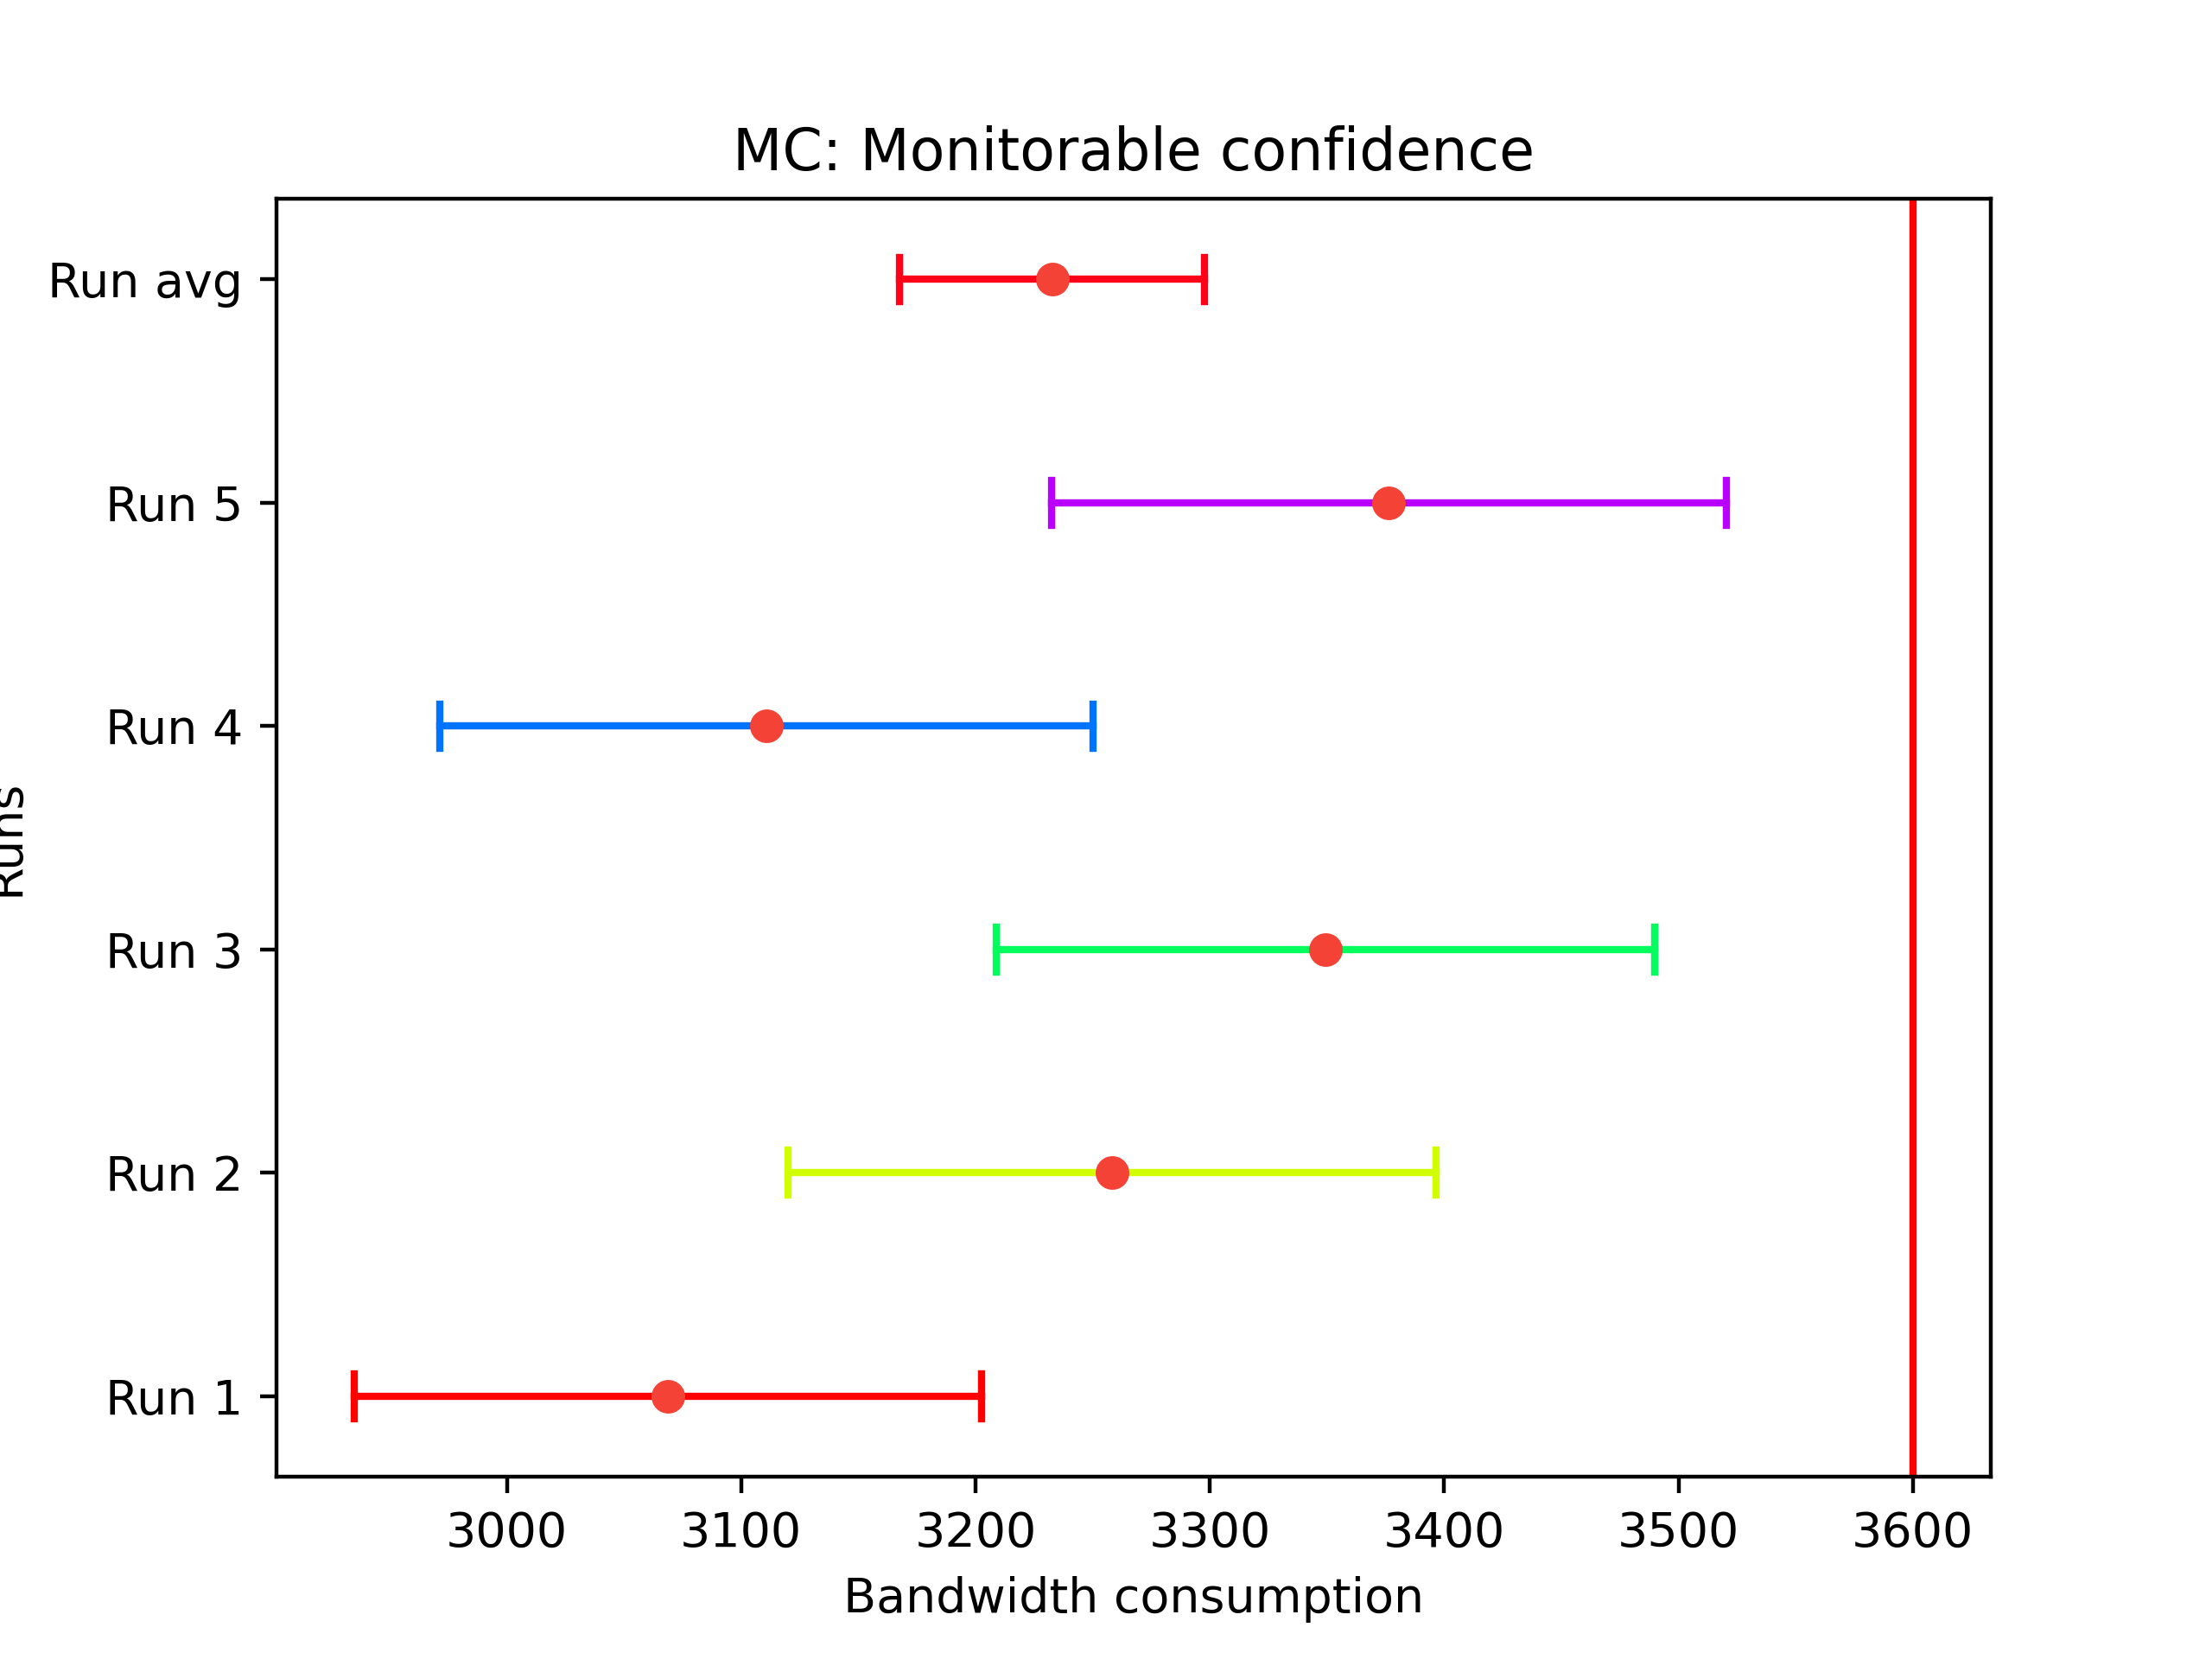 MC: Monitorable confidence
Run avg
Run 5
Run 4
Run 3
Run 2
Run 1
Runs
3000 3100 3200 3300 3400 3500 3600
Bandwidth consumption